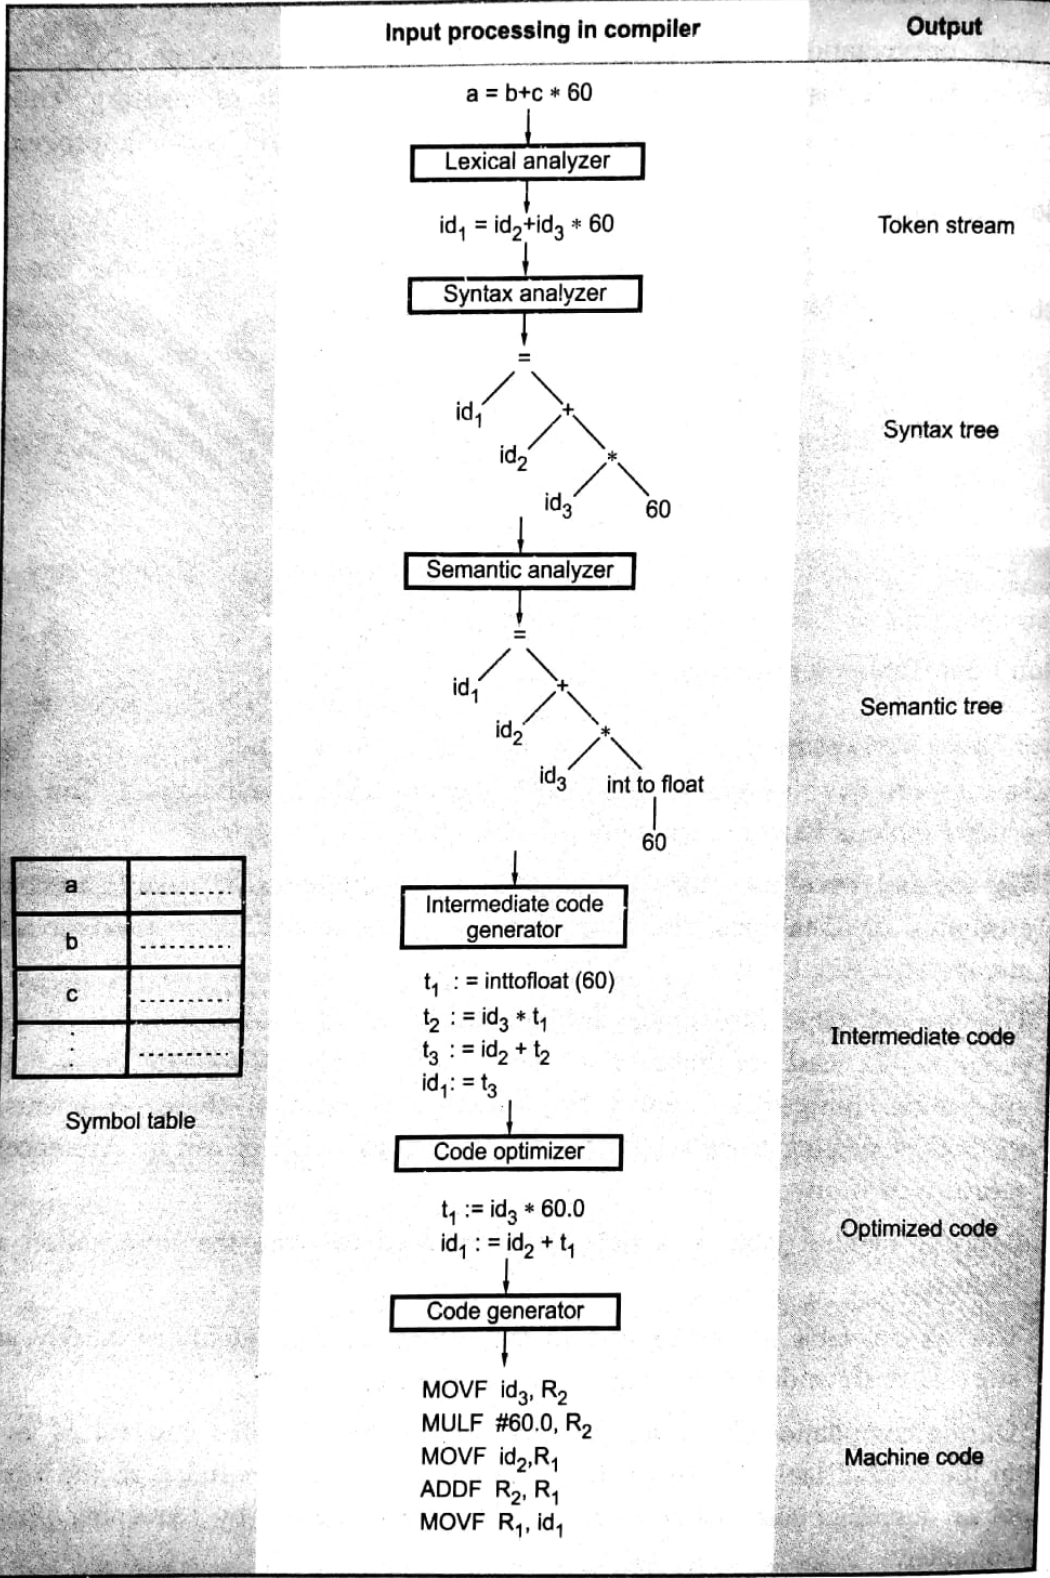 Input processing in compiler
Output
a = b+c * 60
Lexical analyzer
id₁ = id₂+id₃ * 60
Token stream
Syntax analyzer
=
id₁
+
id₂
*
id₃
60
Syntax tree
Semantic analyzer
=
id₁
+
id₂
*
id₃
int to float
60
Semantic tree
a ..........
b ..........
c ..........
: ..........
Symbol table
Intermediate code
generator
t₁ : = inttofloat (60)
t₂ : = id₃ * t₁
t₃ : = id₂ + t₂
id₁: = t₃
Intermediate code
Code optimizer
t₁ := id₃ * 60.0
id₁ : = id₂ + t₁
Optimized code
Code generator
MOVF id₃, R₂
MULF #60.0, R₂
MOVF id₂,R₁
ADDF R₂, R₁
MOVF R₁, id₁
Machine code